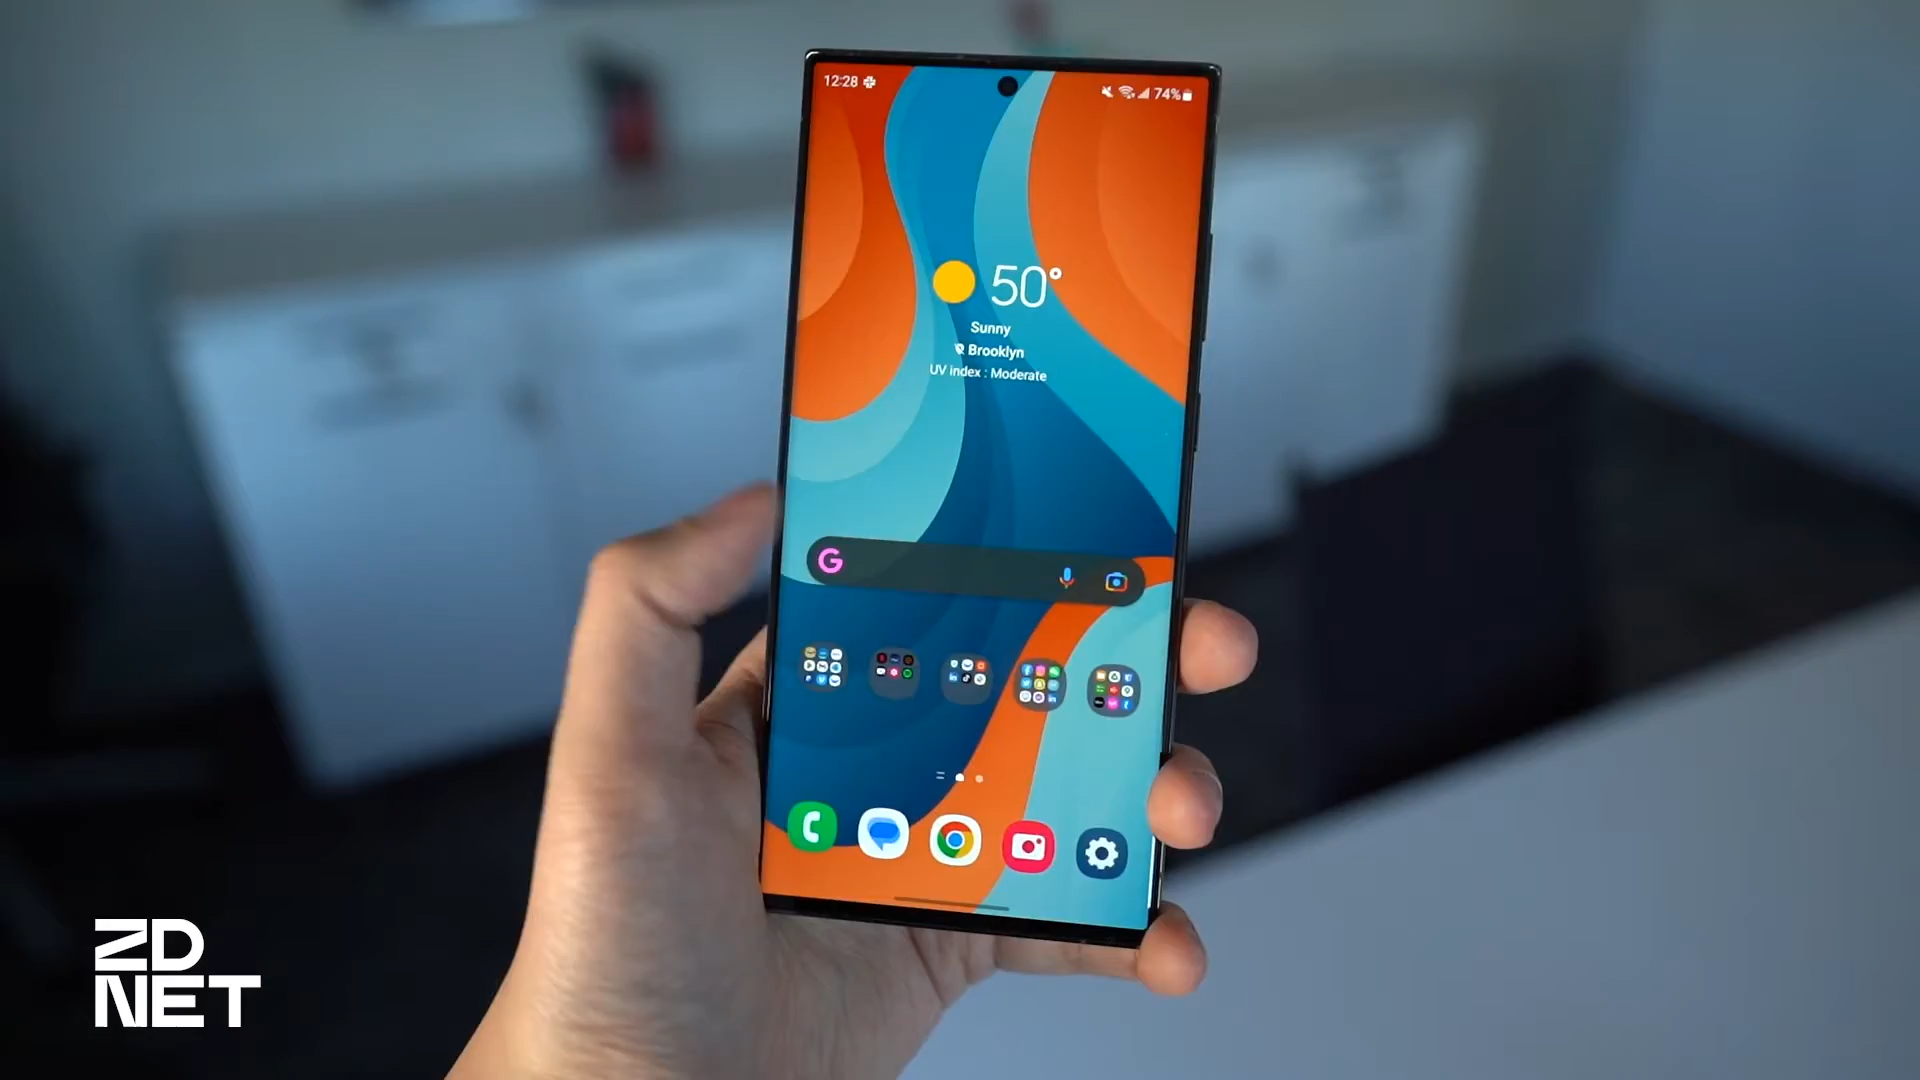 12:28
74%
50°
Sunny
Brooklyn
UV index : Moderate
G
ZD
NET